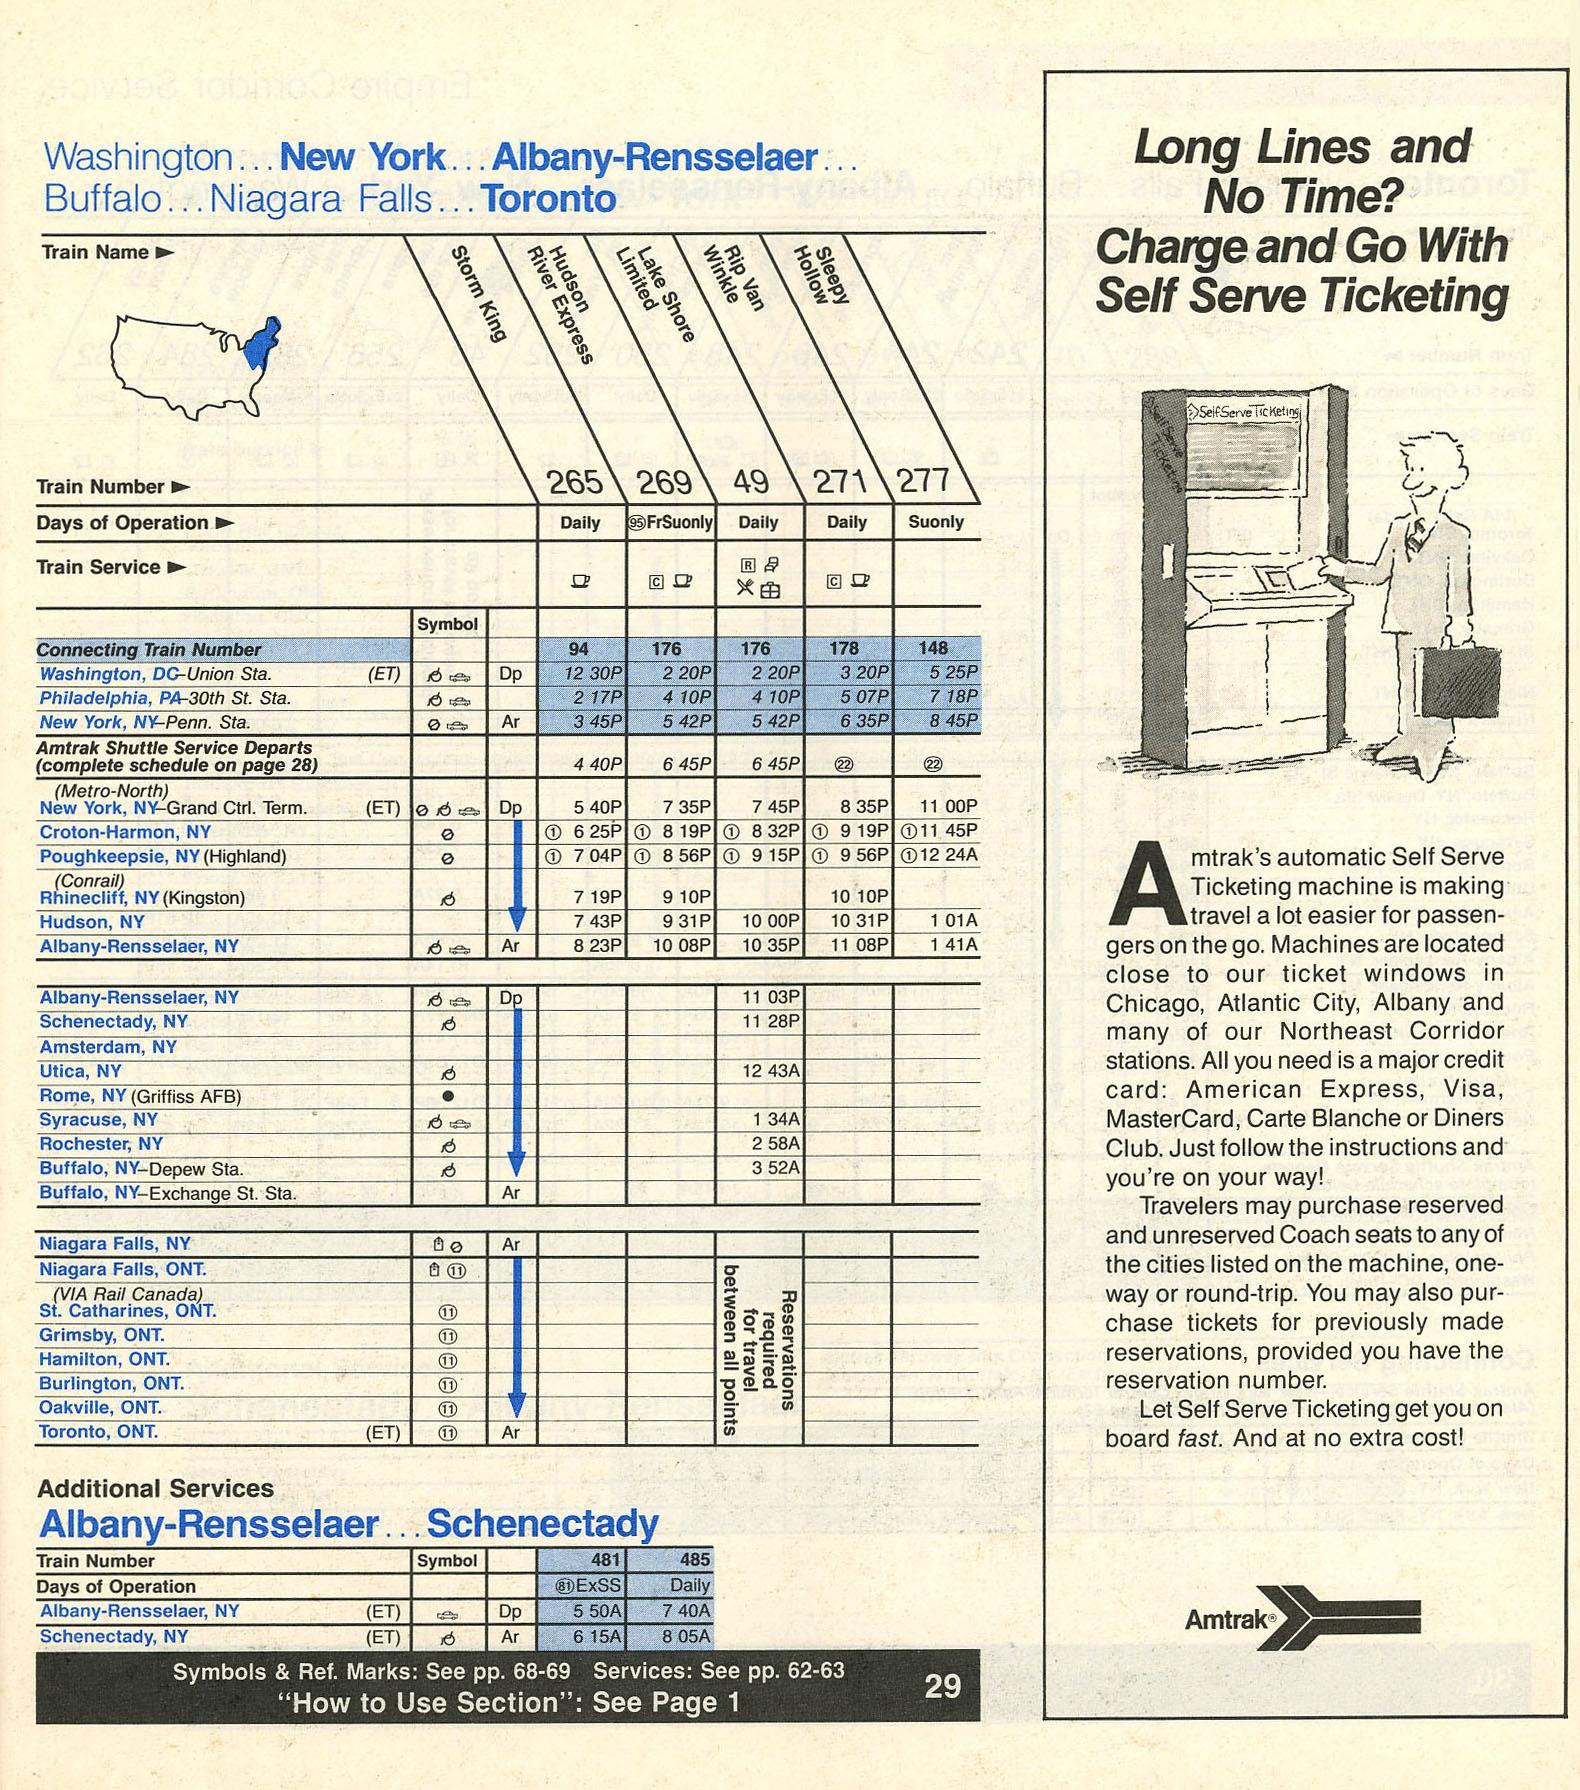 Washington...New York...Albany-Rensselaer...
Buffalo...Niagara Falls...Toronto
Train Name ►
Storm King
Hudson River Express
Lake Shore Limited
Rip Van Winkle
Sleepy Hollow
Train Number ► 265 269 49 271 277
Days of Operation ► Daily ㊺FrSuonly Daily Daily Suonly
Train Service ► R C C
Symbol
Connecting Train Number 94 176 176 178 148
Washington, DC–Union Sta. (ET) Dp 12 30P 2 20P 2 20P 3 20P 5 25P
Philadelphia, PA–30th St. Sta. 2 17P 4 10P 4 10P 5 07P 7 18P
New York, NY–Penn. Sta. Ar 3 45P 5 42P 5 42P 6 35P 8 45P
Amtrak Shuttle Service Departs
(complete schedule on page 28) 4 40P 6 45P 6 45P ㉒ ㉒
(Metro-North)
New York, NY–Grand Ctrl. Term. (ET) Dp 5 40P 7 35P 7 45P 8 35P 11 00P
Croton-Harmon, NY ① 6 25P ① 8 19P ① 8 32P ① 9 19P ①11 45P
Poughkeepsie, NY (Highland) ① 7 04P ① 8 56P ① 9 15P ① 9 56P ①12 24A
(Conrail)
Rhinecliff, NY (Kingston) 7 19P 9 10P 10 10P
Hudson, NY 7 43P 9 31P 10 00P 10 31P 1 01A
Albany-Rensselaer, NY Ar 8 23P 10 08P 10 35P 11 08P 1 41A
Albany-Rensselaer, NY Dp 11 03P
Schenectady, NY 11 28P
Amsterdam, NY
Utica, NY 12 43A
Rome, NY (Griffiss AFB) ●
Syracuse, NY 1 34A
Rochester, NY 2 58A
Buffalo, NY–Depew Sta. 3 52A
Buffalo, NY–Exchange St. Sta. Ar
Niagara Falls, NY Ar
Niagara Falls, ONT. ⑪
(VIA Rail Canada)
St. Catharines, ONT. ⑪
Grimsby, ONT. ⑪
Hamilton, ONT. ⑪
Burlington, ONT. ⑪
Oakville, ONT. ⑪
Toronto, ONT. (ET) ⑪ Ar
Reservations
required
for travel
between all points
Additional Services
Albany-Rensselaer...Schenectady
Train Number Symbol 481 485
Days of Operation (81)ExSS Daily
Albany-Rensselaer, NY (ET) Dp 5 50A 7 40A
Schenectady, NY (ET) Ar 6 15A 8 05A
Symbols & Ref. Marks: See pp. 68-69 Services: See pp. 62-63
"How to Use Section": See Page 1
29
Long Lines and
No Time?
Charge and Go With
Self Serve Ticketing
Self Serve Ticketing
Self Serve Ticketing
Amtrak's automatic Self Serve
Ticketing machine is making
travel a lot easier for passen-
gers on the go. Machines are located
close to our ticket windows in
Chicago, Atlantic City, Albany and
many of our Northeast Corridor
stations. All you need is a major credit
card: American Express, Visa,
MasterCard, Carte Blanche or Diners
Club. Just follow the instructions and
you're on your way!
Travelers may purchase reserved
and unreserved Coach seats to any of
the cities listed on the machine, one-
way or round-trip. You may also pur-
chase tickets for previously made
reservations, provided you have the
reservation number.
Let Self Serve Ticketing get you on
board fast. And at no extra cost!
Amtrak®